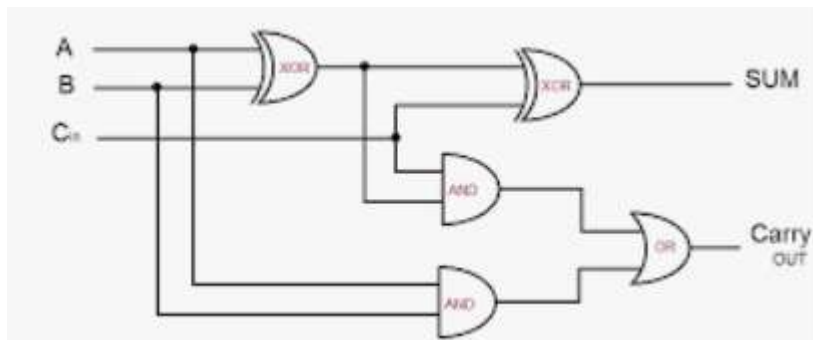 A
XOR
XOR
SUM
B
Cin
AND
OR
Carry
OUT
AND